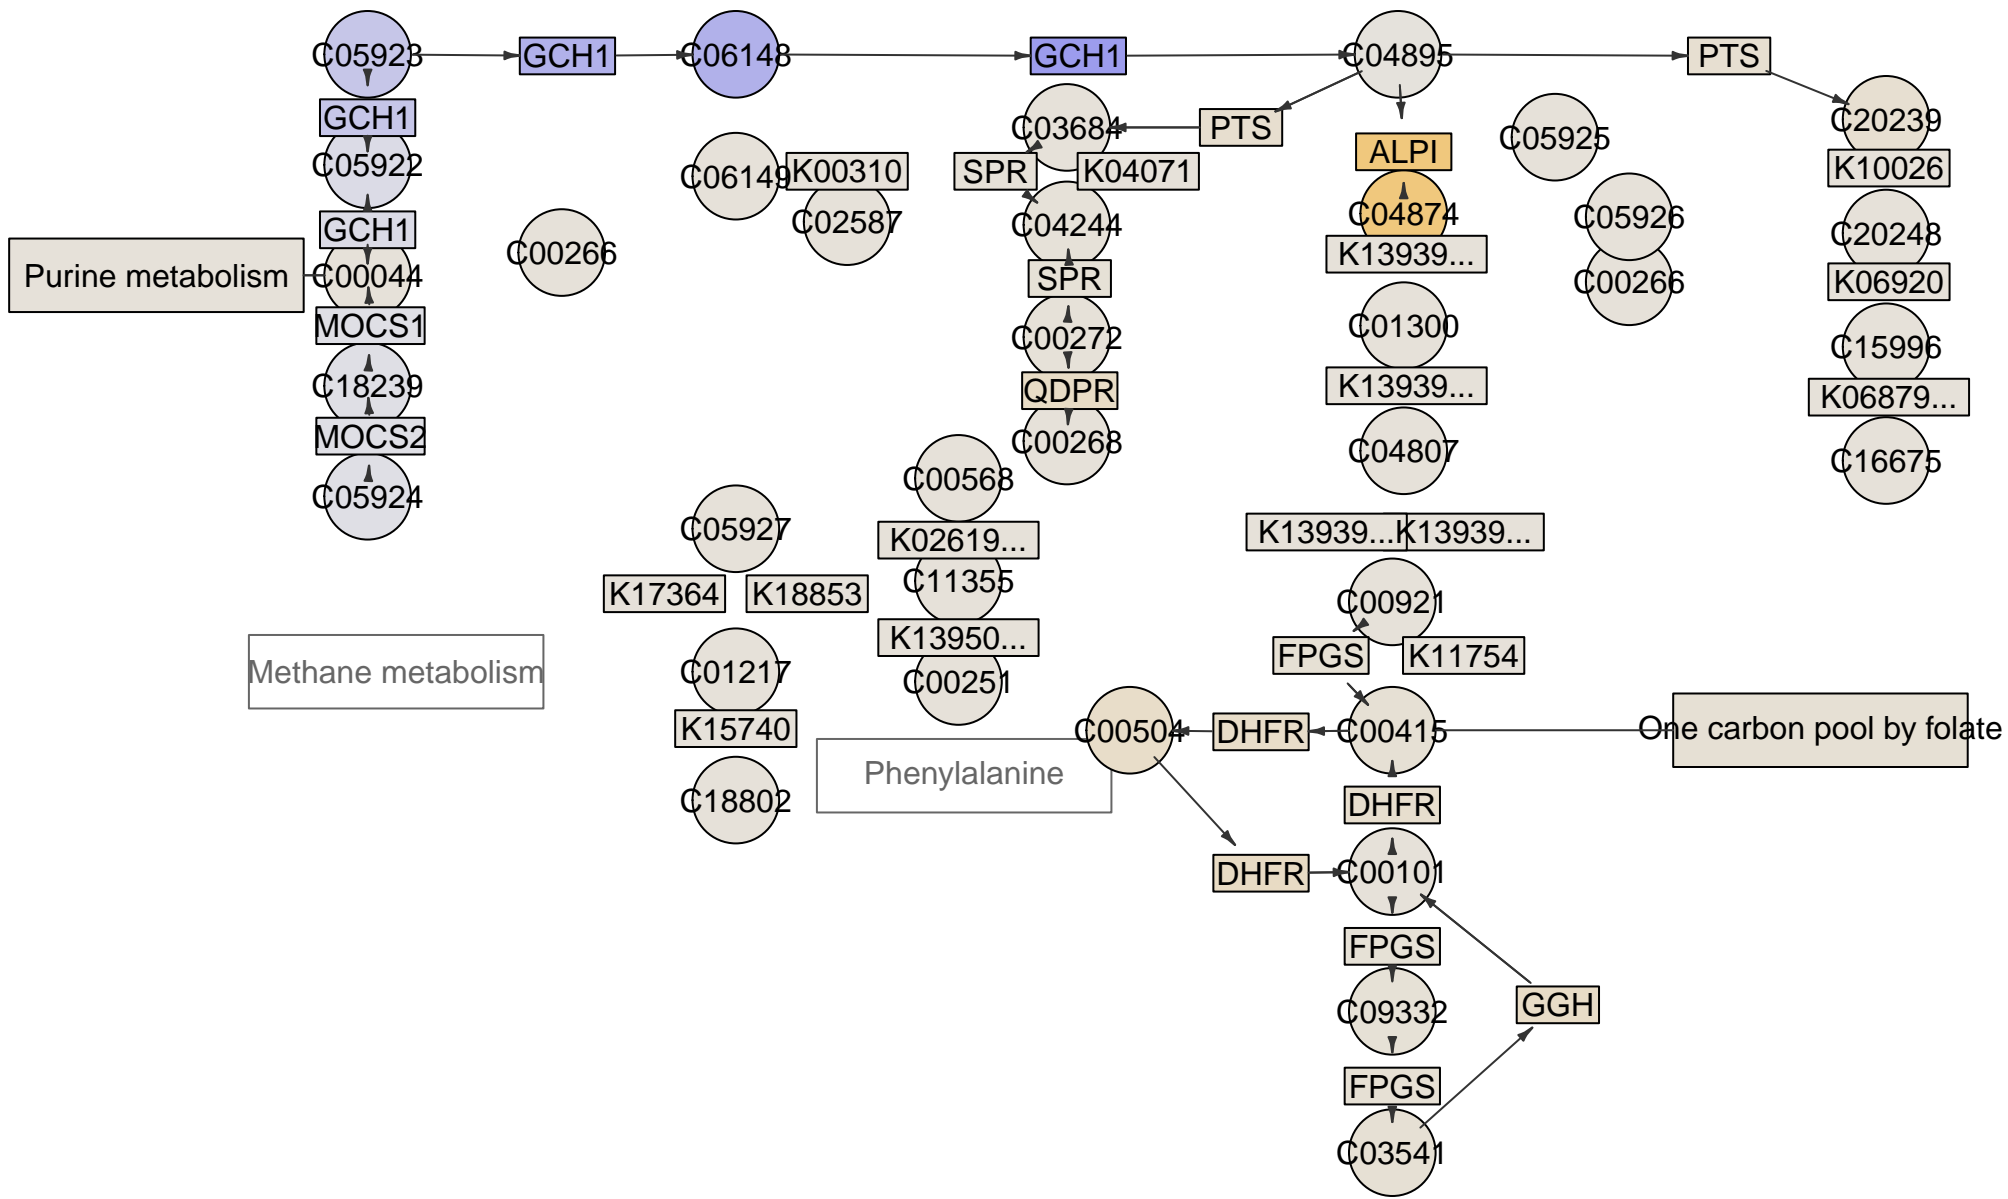 C05923
GCH1
C06148
GCH1
C04895
PTS
GCH1
C03684
PTS
C20239
C05922
C06149
K00310
SPR
K04071
ALPI
C05925
K10026
GCH1
C02587
C04244
C04874
C05926
C20248
C00266
K13939...
Purine metabolism
C00044
SPR
C00266
K06920
MOCS1
C00272
C01300
C15996
C18239
QDPR
K13939...
K06879...
MOCS2
C00268
C04807
C16675
C05924
C00568
C05927
K02619...
K13939...
K13939...
K17364
K18853
C11355
C00921
K13950...
FPGS
K11754
Methane metabolism
C01217
C00251
K15740
C00504
DHFR
C00415
One carbon pool by folate
Phenylalanine
C18802
DHFR
DHFR
C00101
FPGS
C09332
GGH
FPGS
C03541